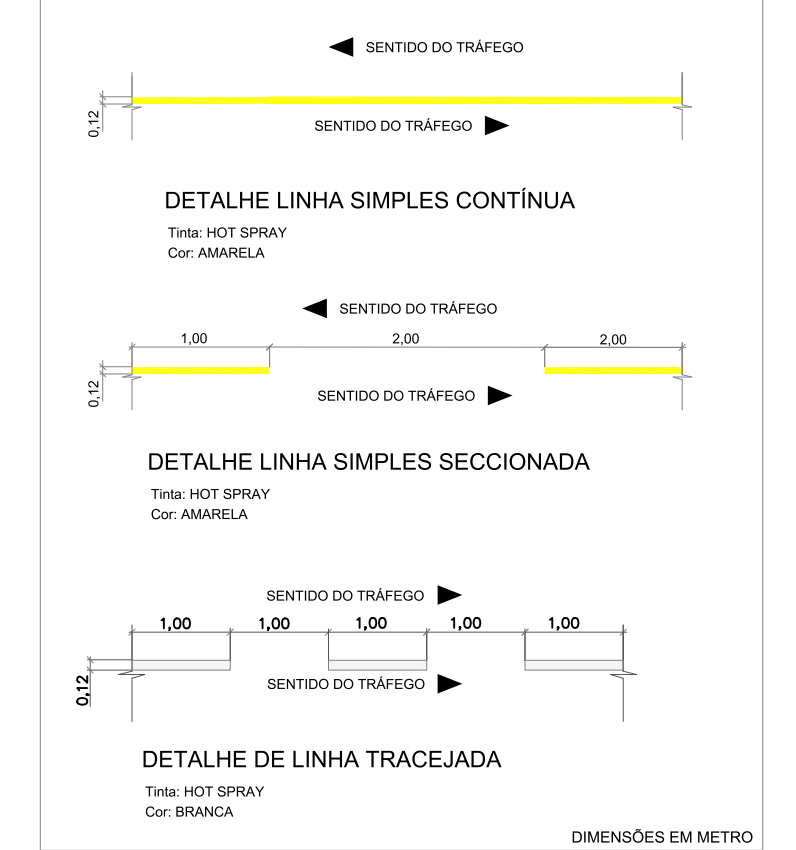 SENTIDO DO TRÁFEGO
0,12
SENTIDO DO TRÁFEGO
DETALHE LINHA SIMPLES CONTÍNUA
Tinta: HOT SPRAY
Cor: AMARELA
SENTIDO DO TRÁFEGO
1,00 2,00 2,00
0,12
SENTIDO DO TRÁFEGO
DETALHE LINHA SIMPLES SECCIONADA
Tinta: HOT SPRAY
Cor: AMARELA
SENTIDO DO TRÁFEGO
1,00 1,00 1,00 1,00 1,00
0,12
SENTIDO DO TRÁFEGO
DETALHE DE LINHA TRACEJADA
Tinta: HOT SPRAY
Cor: BRANCA
DIMENSÕES EM METRO